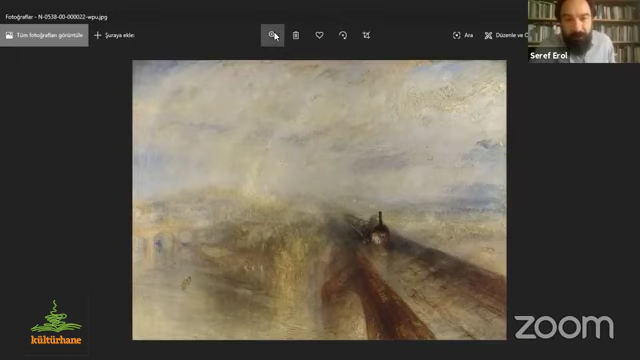 Fotoğraflar - N-0538-00-000022-wpu.jpg
Tüm fotoğrafları görüntüle
Şuraya ekle:
Ara
Düzenle ve O
Seref Erol
kültürhane
zoom